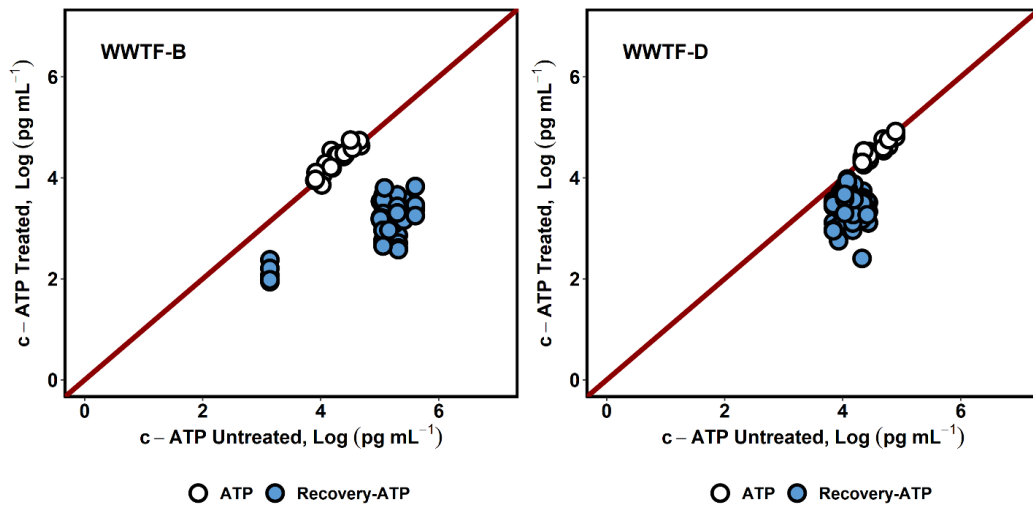 WWTF-B
6
4
2
0
c – ATP Treated, Log (pg mL⁻¹)
0 2 4 6
c – ATP Untreated, Log (pg mL⁻¹)
ATP Recovery-ATP
WWTF-D
6
4
2
0
c – ATP Treated, Log (pg mL⁻¹)
0 2 4 6
c – ATP Untreated, Log (pg mL⁻¹)
ATP Recovery-ATP